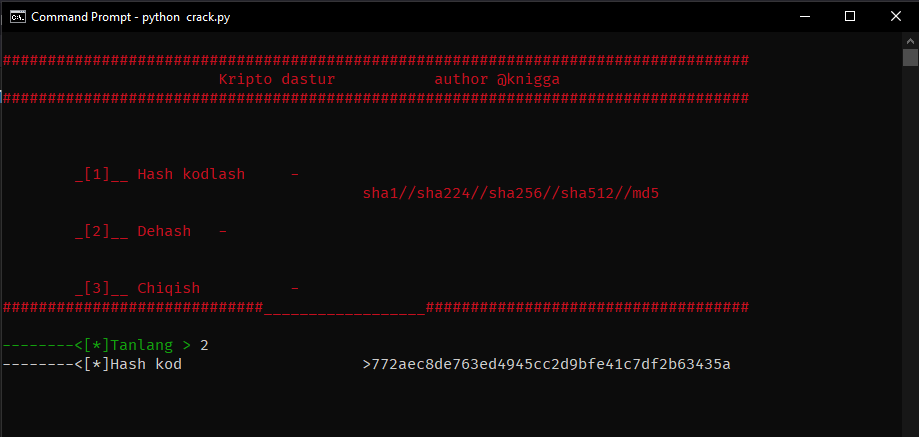 Command Prompt - python crack.py
###################################################################################
Kripto dastur author @knigga
###################################################################################
_[1]__ Hash kodlash -
sha1//sha224//sha256//sha512//md5
_[2]__ Dehash -
_[3]__ Chiqish -
#############################__________________####################################
--------<[*]Tanlang > 2
--------<[*]Hash kod >772aec8de763ed4945cc2d9bfe41c7df2b63435a